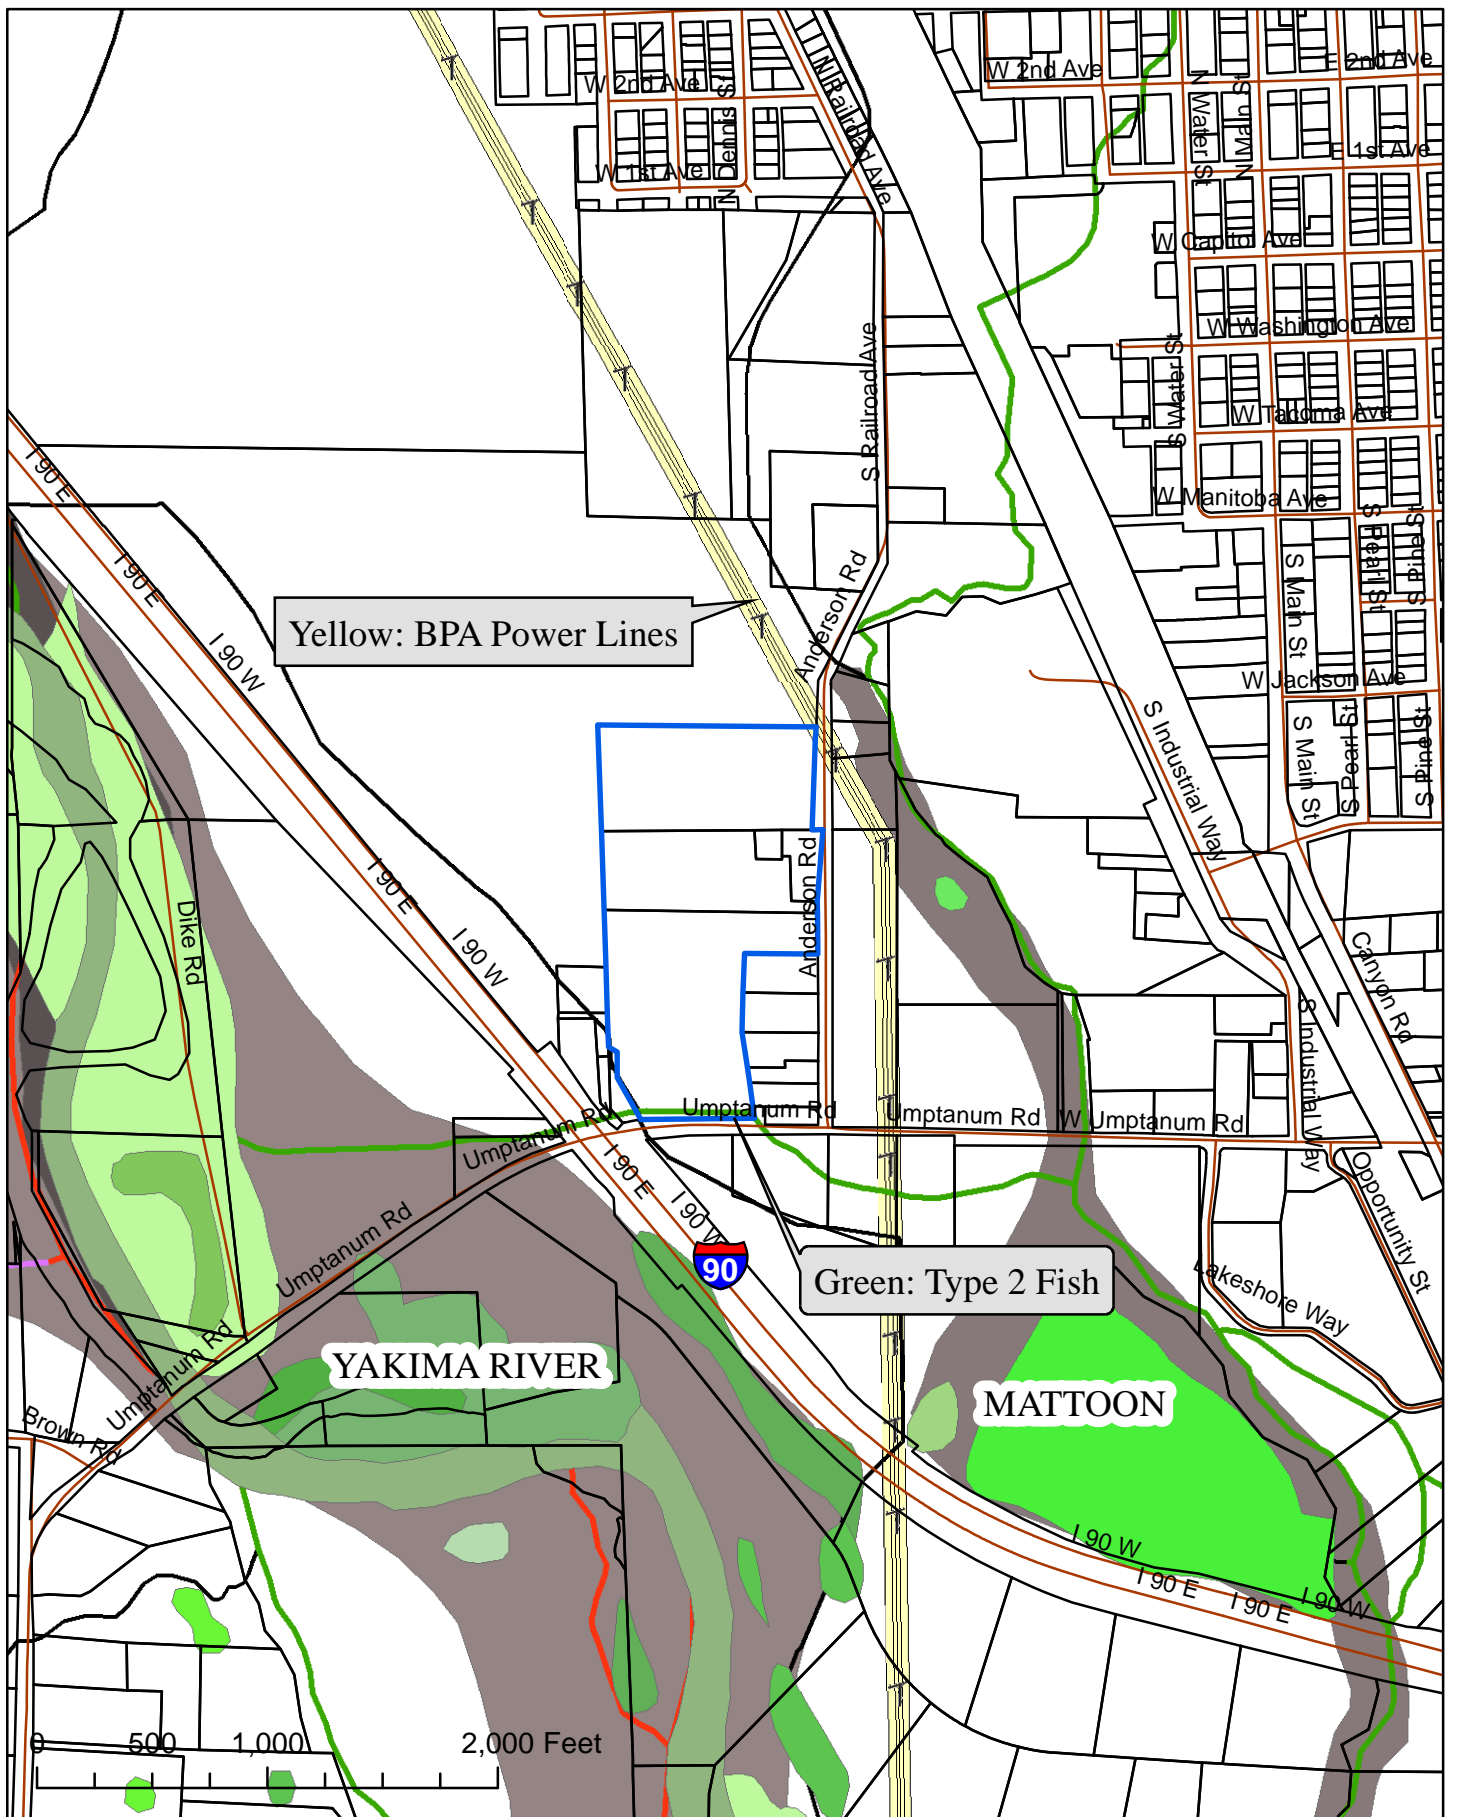 W 2nd Ave
W 2nd Ave
E 2nd Ave
N Railroad Ave
N Dennis St
N Water St
N Main St
W 1st Ave
E 1st Ave
W Capitol Ave
W Washington Ave
S Railroad Ave
S Water St
W Tacoma Ave
I 90 E
W Manitoba Ave
S Pearl St
S Pine St
I 90 E
S Main St
Anderson Rd
Yellow: BPA Power Lines
I 90 W
W Jackson Ave
S Industrial Way
S Main St
S Pearl St
S Pine St
I 90 E
Anderson Rd
Dike Rd
I 90 W
Canyon Rd
S Industrial Way
Umptanum Rd
Umptanum Rd
Umptanum Rd
W Umptanum Rd
I 90 E
I 90 W
Opportunity St
Umptanum Rd
90
Green: Type 2 Fish
Lakeshore Way
Umptanum Rd
YAKIMA RIVER
MATTOON
Brown Rd
I 90 W
I 90 E
I 90 E
I 90 W
0 500 1,000 2,000 Feet